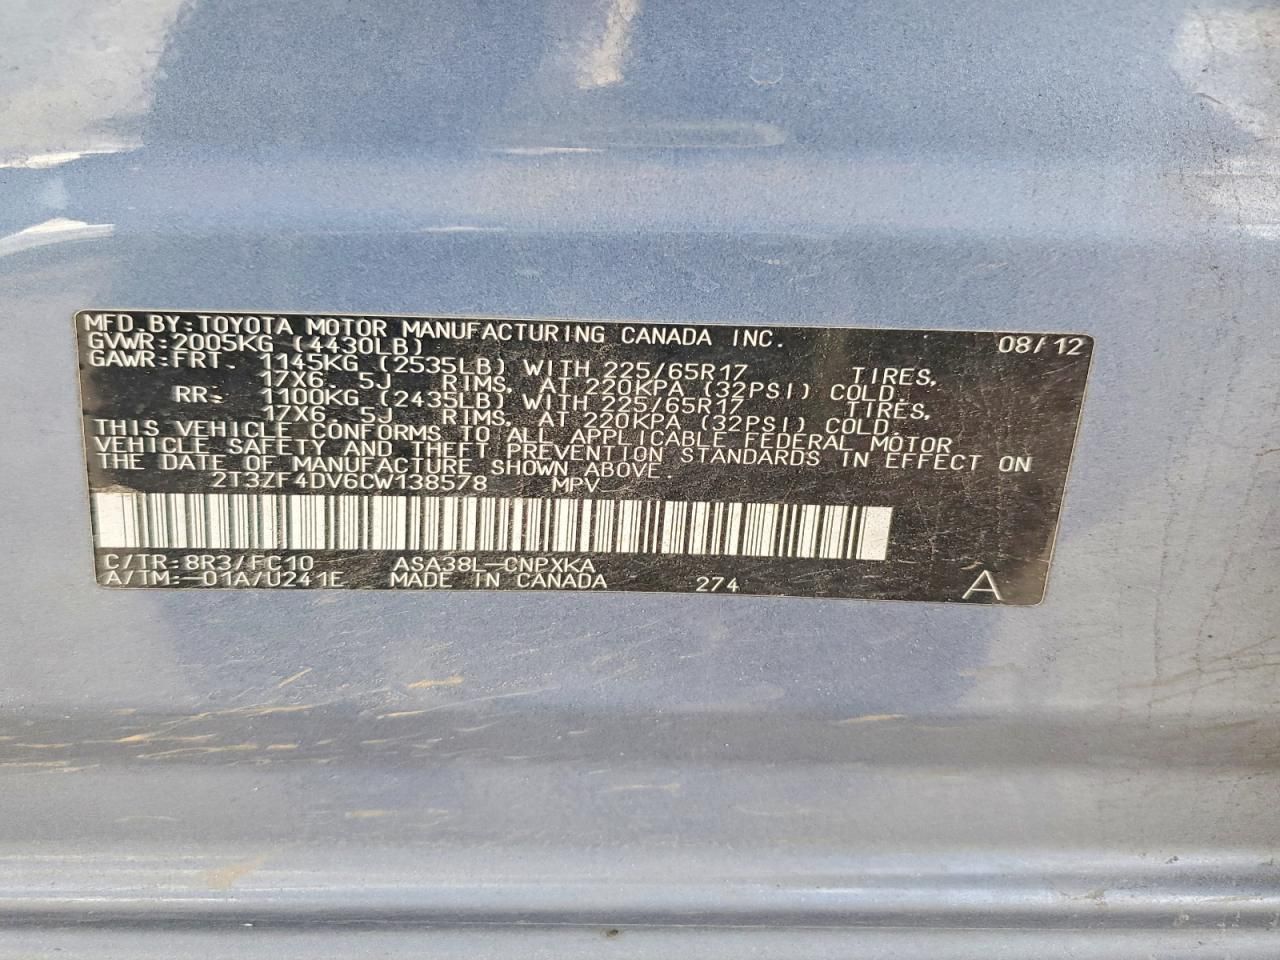 MFD.BY:TOYOTA MOTOR MANUFACTURING CANADA INC. 08/12
GVWR:2005KG (4430LB)
GAWR:FRT. 1145KG (2535LB) WITH 225/65R17 TIRES,
17X6. 5J RIMS, AT 220KPA (32PSI) COLD.
RR: 1100KG (2435LB) WITH 225/65R17 TIRES,
17X6. 5J RIMS, AT 220KPA (32PSI) COLD.
THIS VEHICLE CONFORMS TO ALL APPLICABLE FEDERAL MOTOR
VEHICLE SAFETY AND THEFT PREVENTION STANDARDS IN EFFECT ON
THE DATE OF MANUFACTURE SHOWN ABOVE.
2T3ZF4DV6CW138578 MPV
C/TR:8R3/FC10 ASA38L-CNPXKA
A/TM:-01A/U241E MADE IN CANADA 274 A